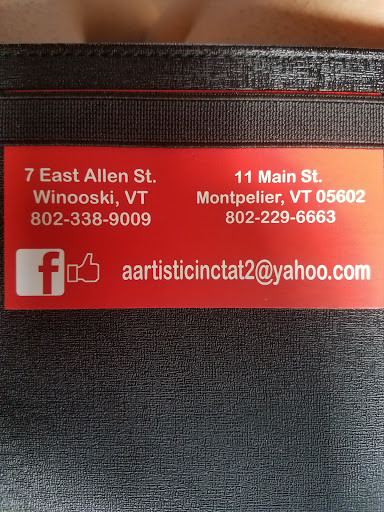 7 East Allen St.
Winooski, VT
802-338-9009
11 Main St.
Montpelier, VT 05602
802-229-6663
f
aartisticinctat2@yahoo.com